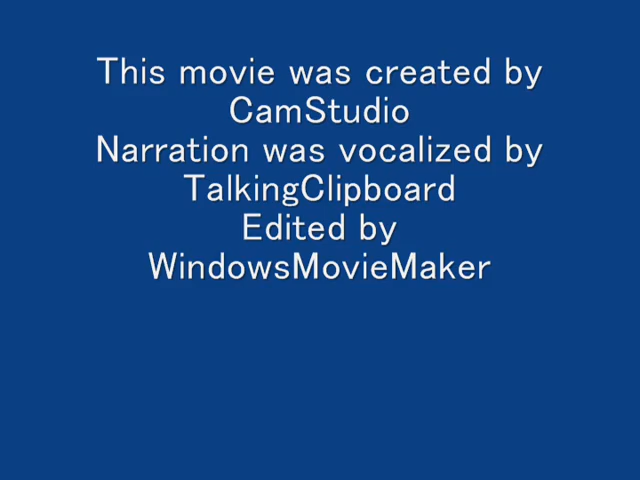 This movie was created by
CamStudio
Narration was vocalized by
TalkingClipboard
Edited by
WindowsMovieMaker